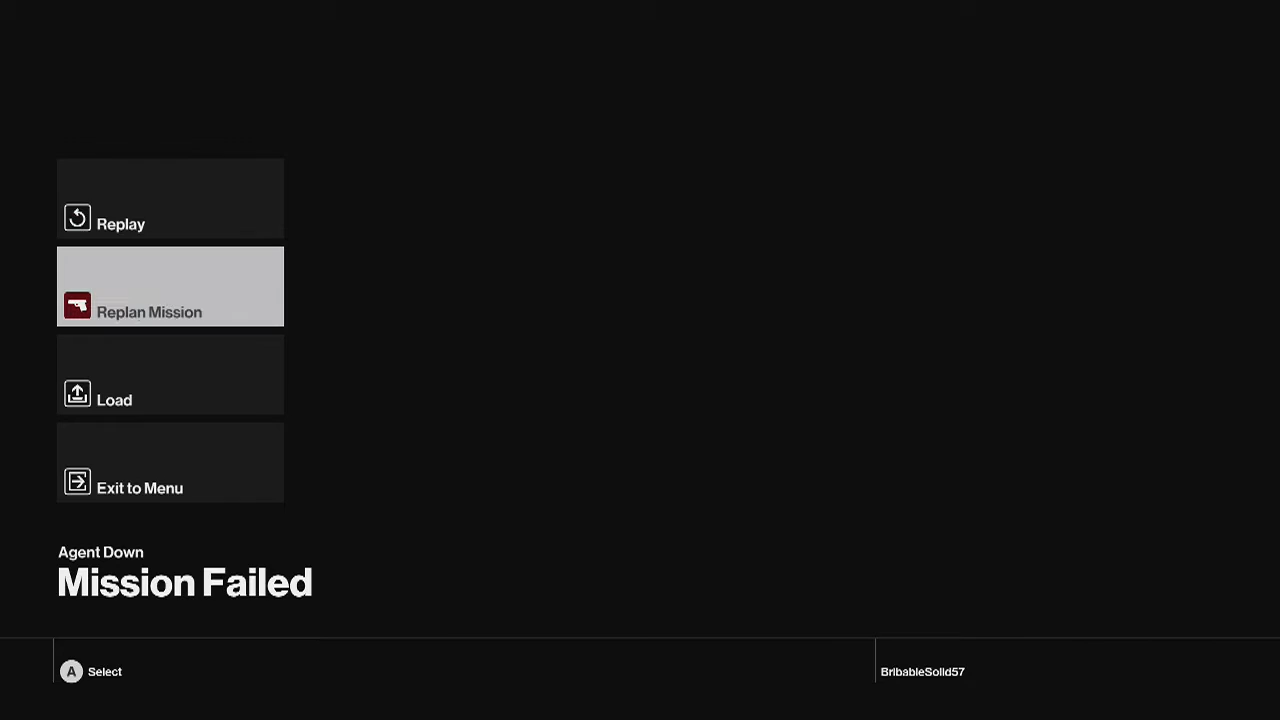 Replay
Replan Mission
Load
Exit to Menu
Agent Down
Mission Failed
A Select
BribableSolid57